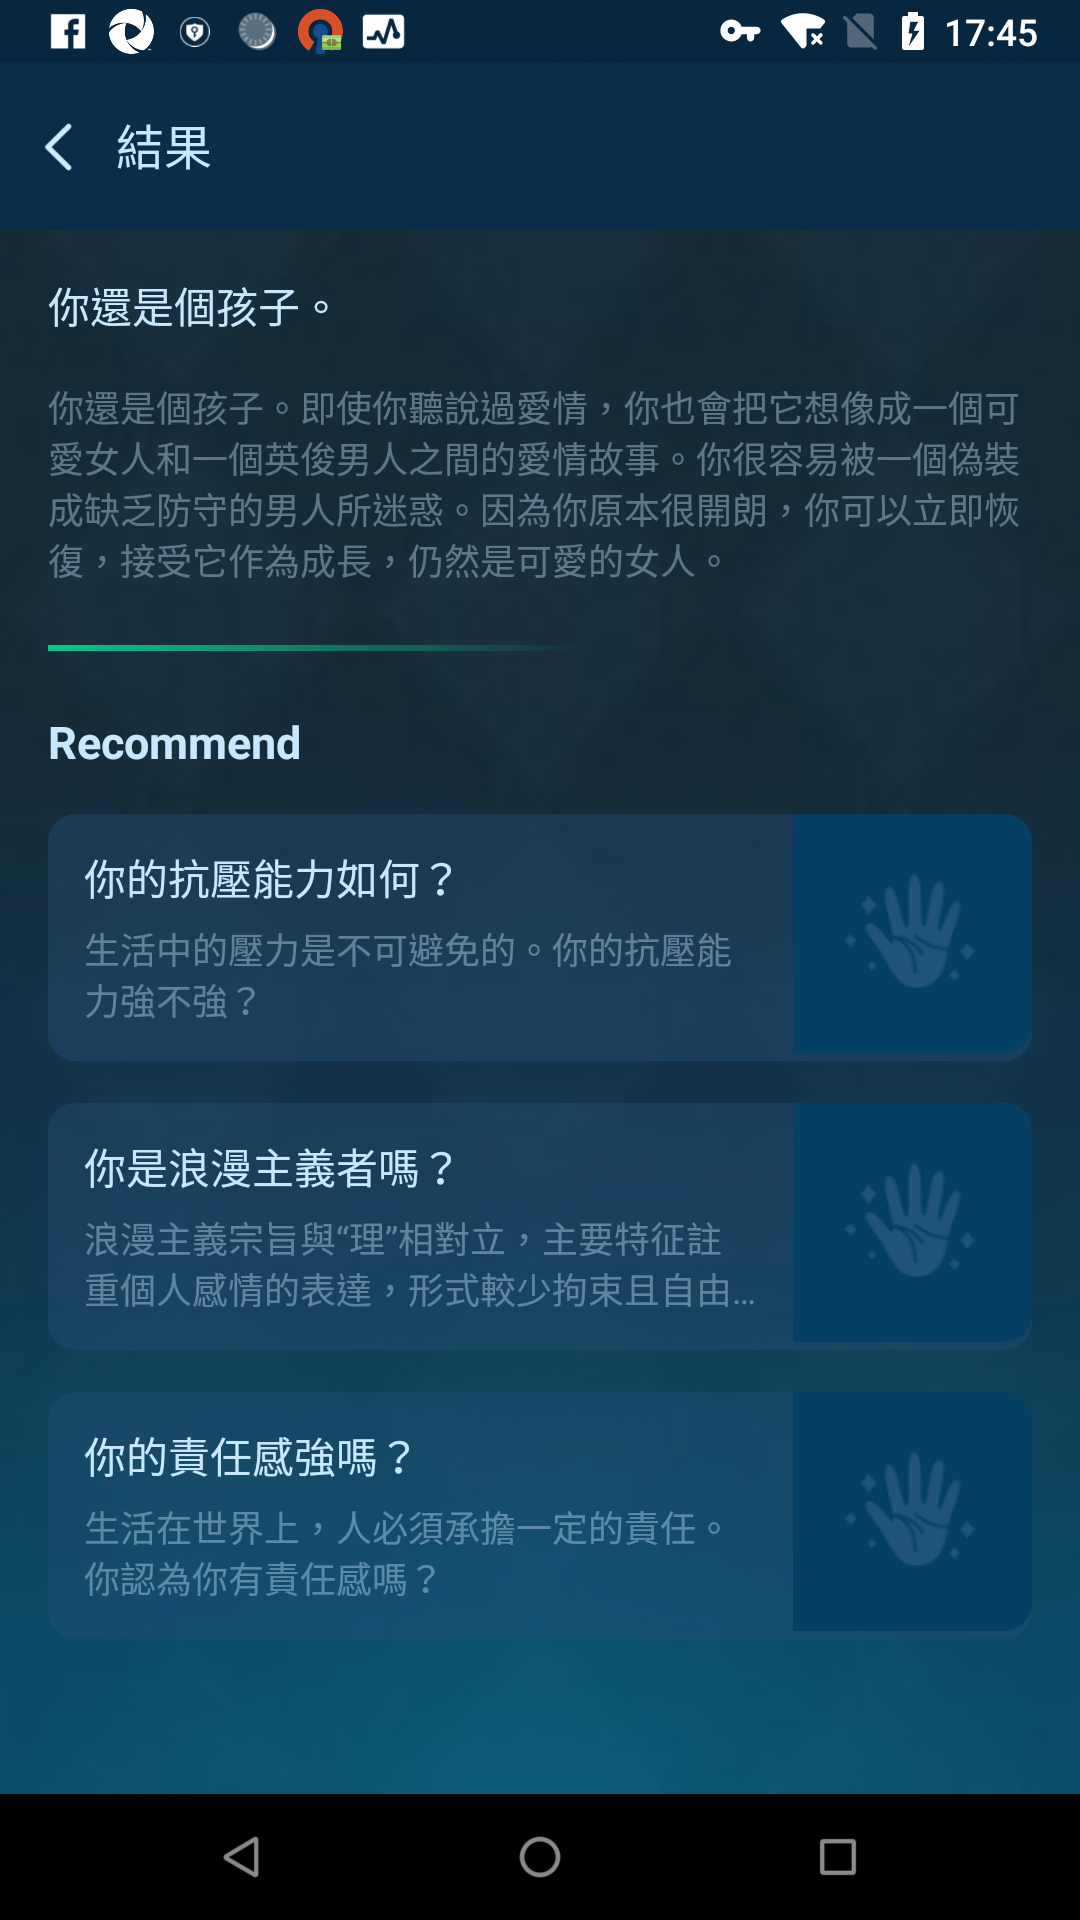 17:45
結果
你還是個孩子。
你還是個孩子。即使你聽說過愛情，你也會把它想像成一個可
愛女人和一個英俊男人之間的愛情故事。你很容易被一個偽裝
成缺乏防守的男人所迷惑。因為你原本很開朗，你可以立即恢
復，接受它作為成長，仍然是可愛的女人。
Recommend
你的抗壓能力如何？
生活中的壓力是不可避免的。你的抗壓能
力強不強？
你是浪漫主義者嗎？
浪漫主義宗旨與“理”相對立，主要特征註
重個人感情的表達，形式較少拘束且自由...
你的責任感強嗎？
生活在世界上，人必須承擔一定的責任。
你認為你有責任感嗎？